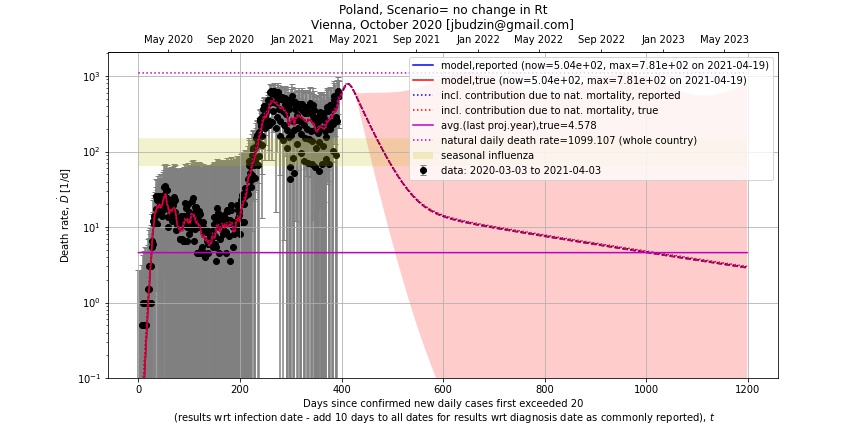 Poland, Scenario= no change in Rt
Vienna, October 2020 [jbudzin@gmail.com]
May 2020 Sep 2020 Jan 2021 May 2021 Sep 2021 Jan 2022 May 2022 Sep 2022 Jan 2023 May 2023
model,reported (now=5.04e+02, max=7.81e+02 on 2021-04-19)
model,true (now=5.04e+02, max=7.81e+02 on 2021-04-19)
incl. contribution due to nat. mortality, reported
incl. contribution due to nat. mortality, true
avg.(last proj.year),true=4.578
natural daily death rate=1099.107 (whole country)
seasonal influenza
data: 2020-03-03 to 2021-04-03
Death rate, Ḋ [1/d]
10³
10²
10¹
10⁰
10⁻¹
0 200 400 600 800 1000 1200
Days since confirmed new daily cases first exceeded 20
(results wrt infection date - add 10 days to all dates for results wrt diagnosis date as commonly reported), t